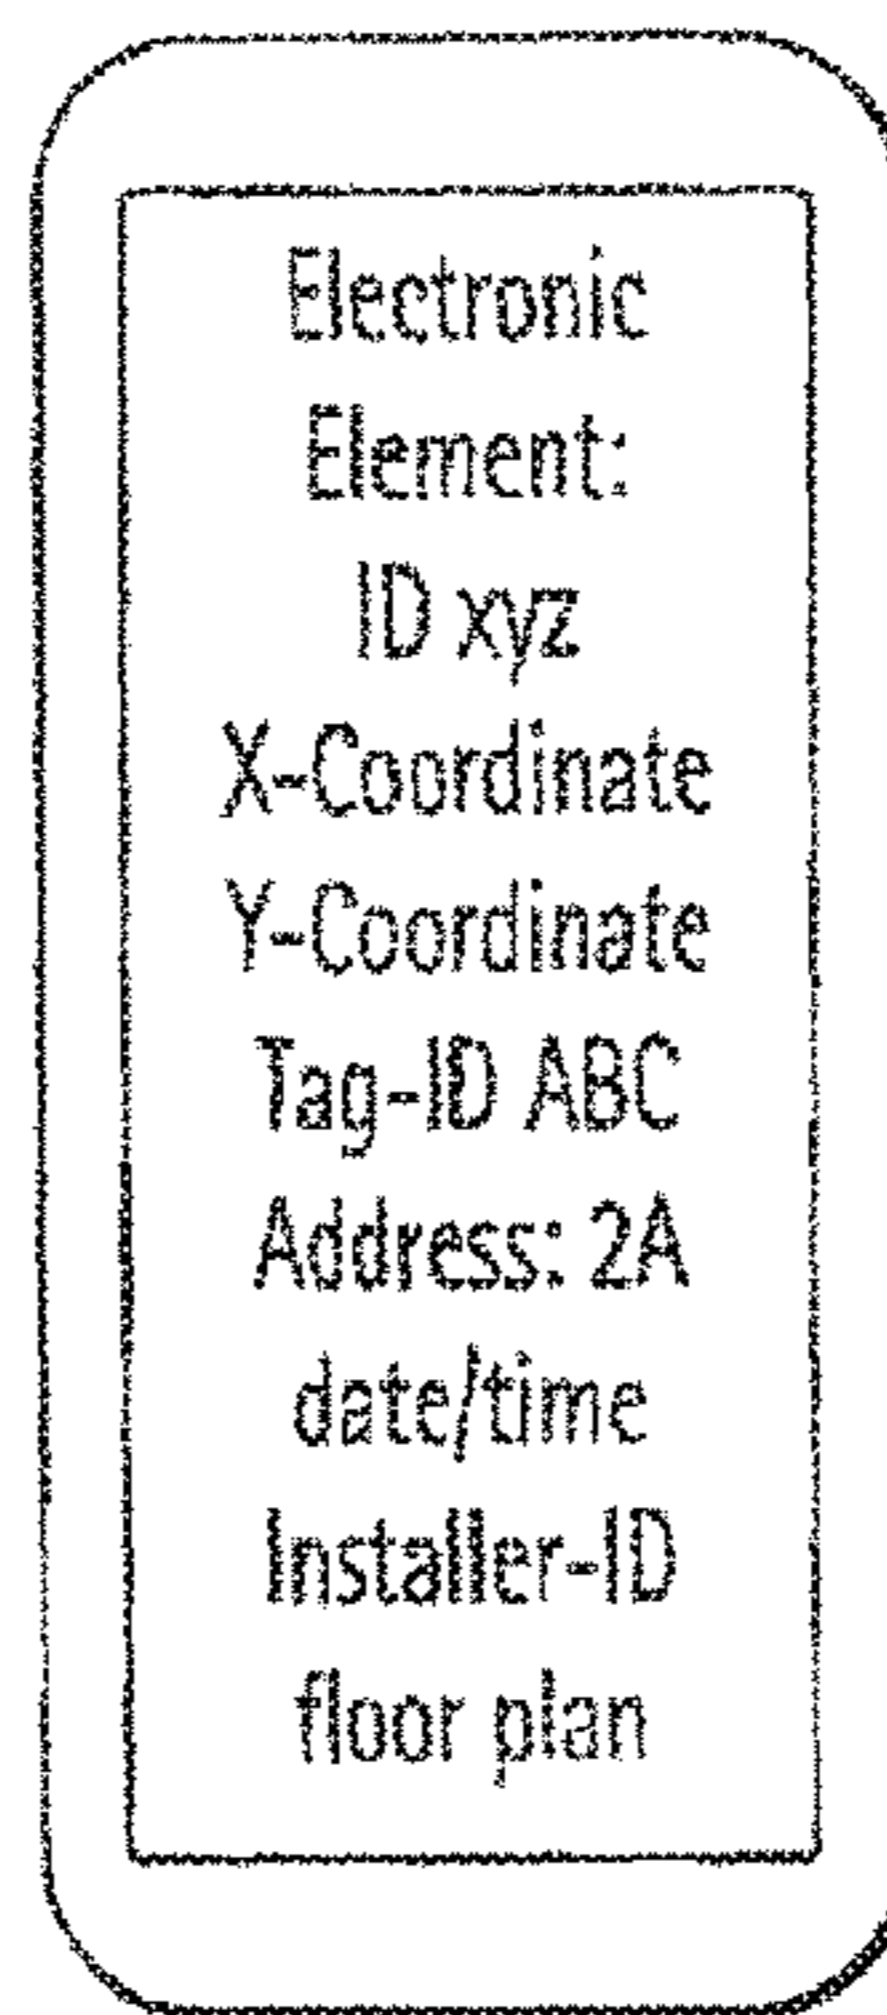 Electronic
Element:
ID xyz
X-Coordinate
Y-Coordinate
Tag-ID ABC
Address: 2A
date/time
Installer-ID
floor plan